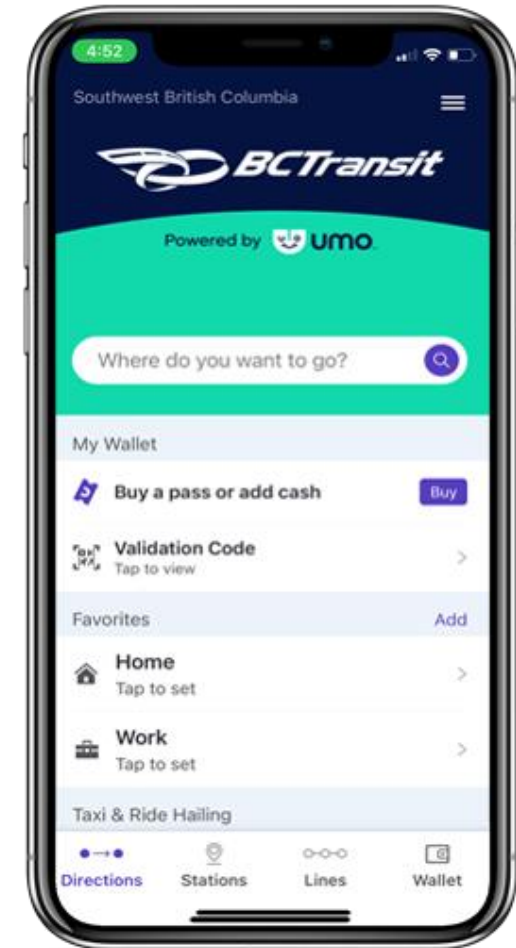 4:52
Southwest British Columbia
BCTransit
Powered by umo.
Where do you want to go?
My Wallet
Buy a pass or add cash
Buy
Validation Code
Tap to view
Favorites
Add
Home
Tap to set
Work
Tap to set
Taxi & Ride Hailing
Directions
Stations
Lines
Wallet